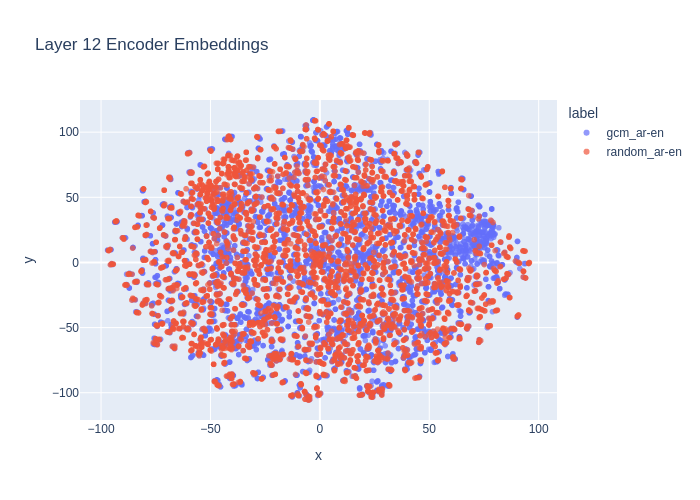 Layer 12 Encoder Embeddings
label
gcm_ar-en
random_ar-en
100
50
0
−50
−100
y
−100
−50
0
50
100
x